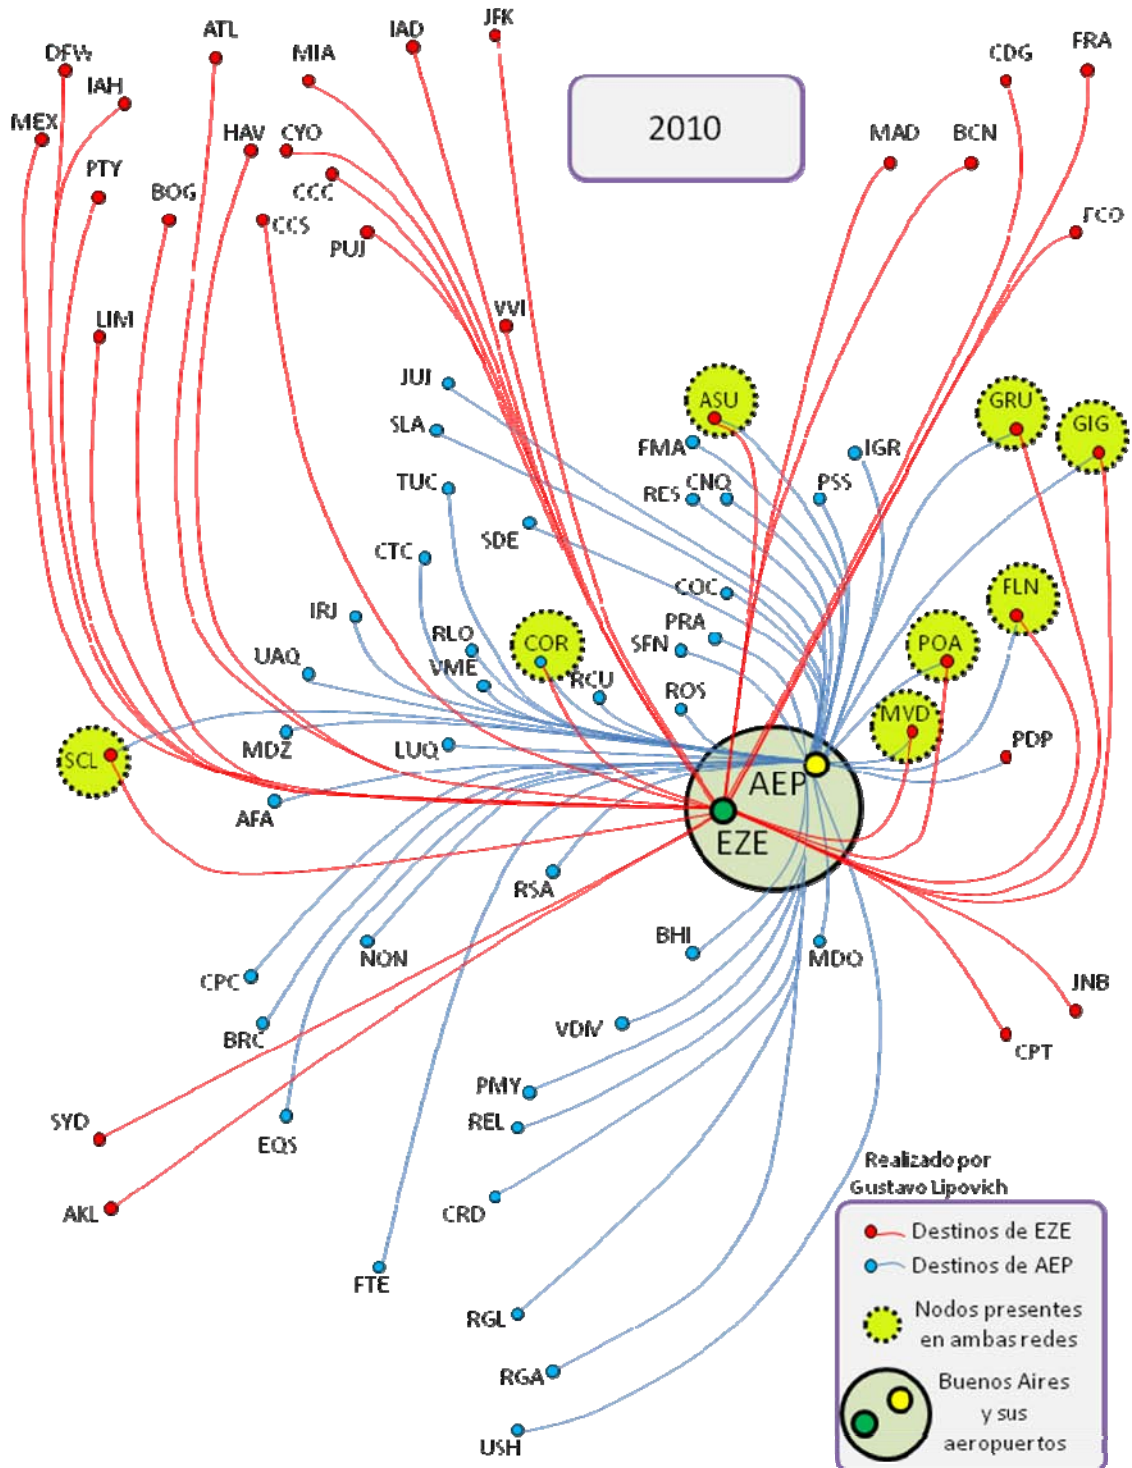 JFK
ATL
IAD
DFW
MIA
CDG
FRA
IAH
MEX
HAV
CYO
2010
MAD
BCN
PTY
BOG
CCC
CCS
PUJ
FCO
LIM
VVI
JUJ
ASU
GRU
SLA
FMA
IGR
GIG
TUC
RES
CNQ
PSS
SDE
CTC
COC
FLN
IRJ
RLO
COR
PRA
SFN
POA
UAQ
VME
RCU
ROS
MVD
MDZ
LUQ
PDP
SCL
AEP
AFA
EZE
RSA
BHI
NQN
MDQ
CPC
JNB
VDM
BRC
CPT
PMY
SYD
REL
EQS
Realizado por
Gustavo Lipovich
AKL
CRD
Destinos de EZE
Destinos de AEP
FTE
Nodos presentes
en ambas redes
RGL
RGA
Buenos Aires
y sus
aeropuertos
USH